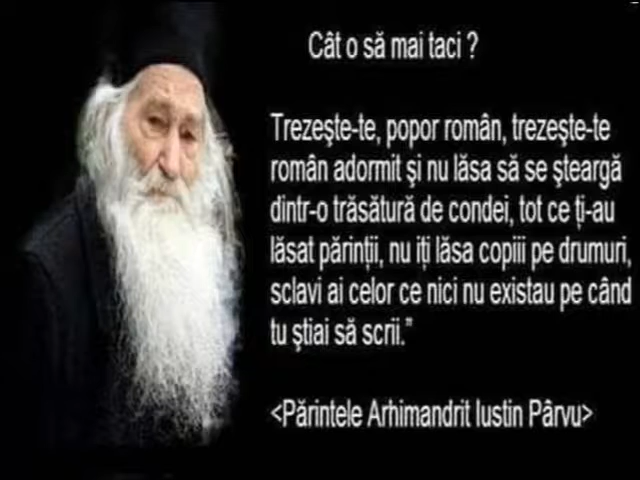 Cât o să mai taci ?
Trezeşte-te, popor român, trezeşte-te
român adormit şi nu lăsa să se şteargă
dintr-o trăsătură de condei, tot ce ţi-au
lăsat părinţii, nu iţi lăsa copiii pe drumuri,
sclavi ai celor ce nici nu existau pe când
tu ştiai să scrii."
<Părintele Arhimandrit Iustin Pârvu>